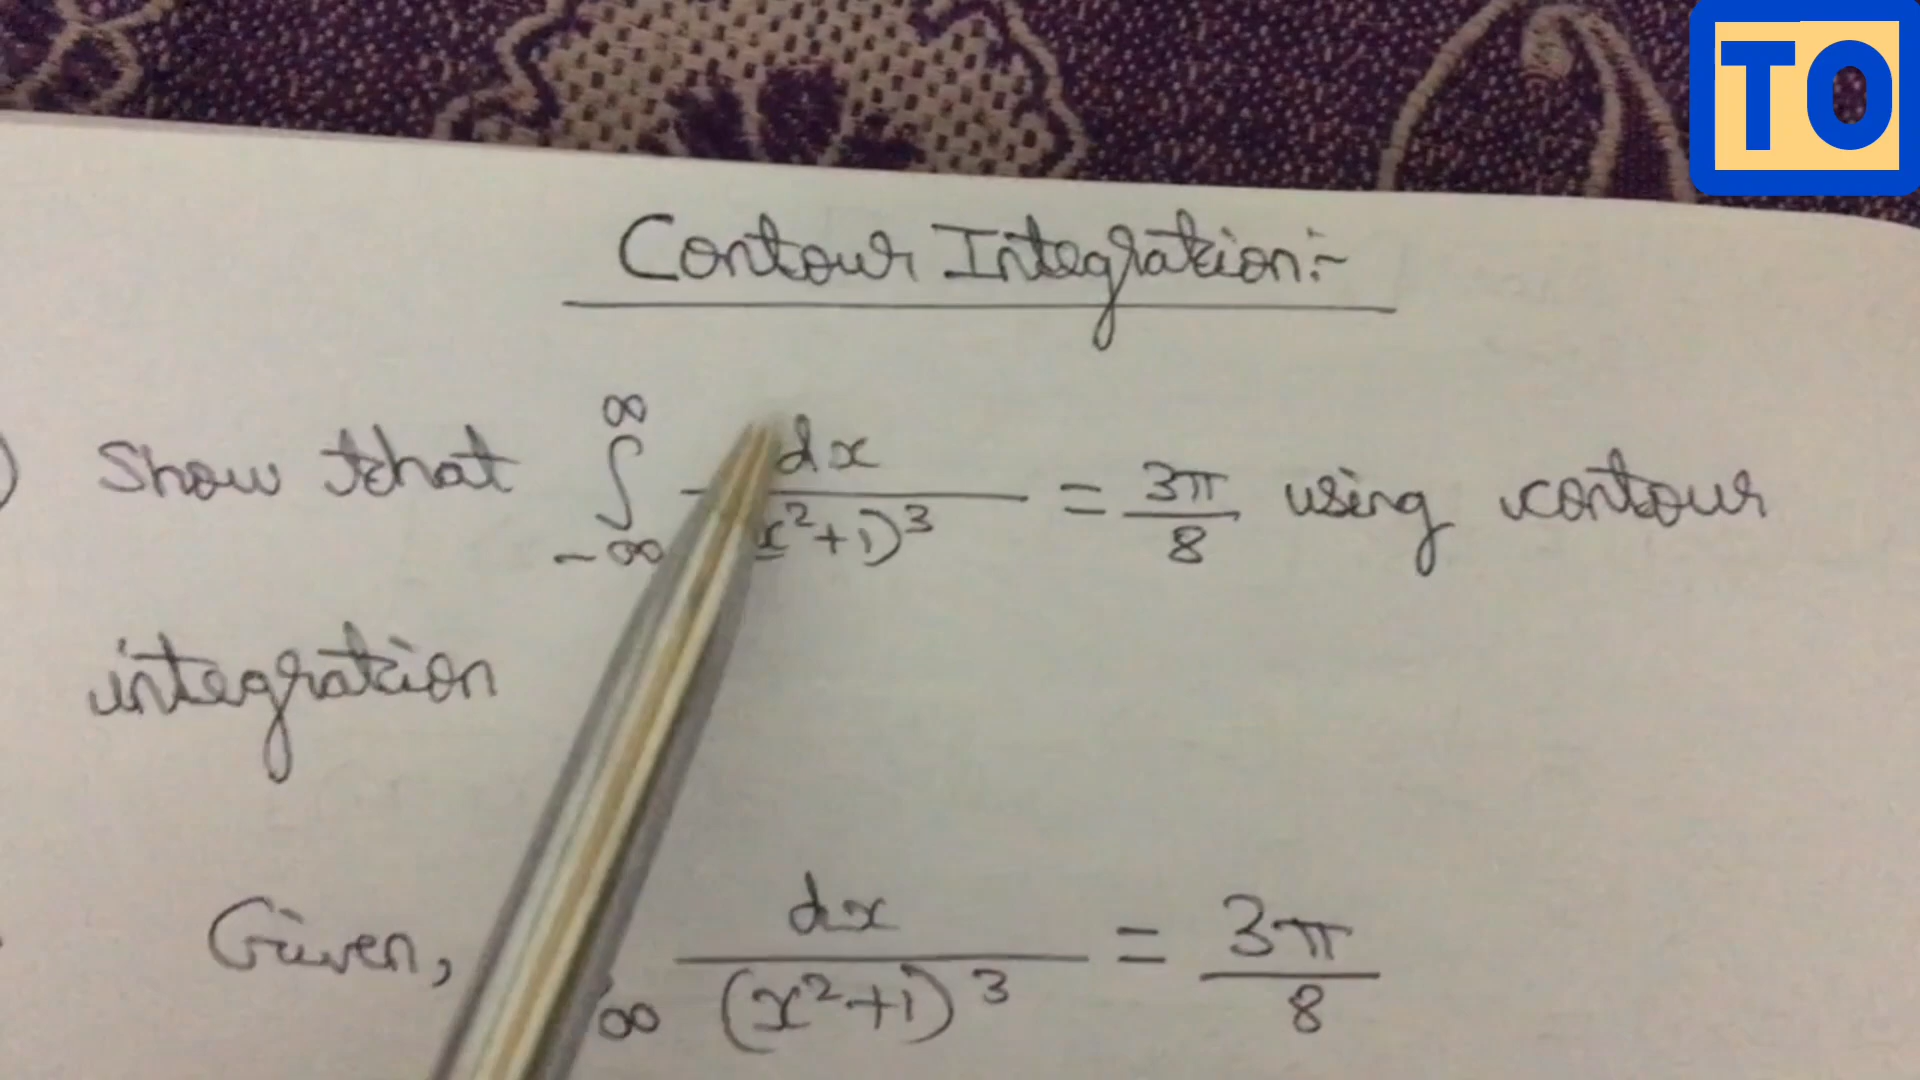 TO
Contour Integration:-
) Show that ∫_{-∞}^{∞} dx/(x²+1)³ = 3π/8 using contour
integration
Given, ∞ dx/(x²+1)³ = 3π/8